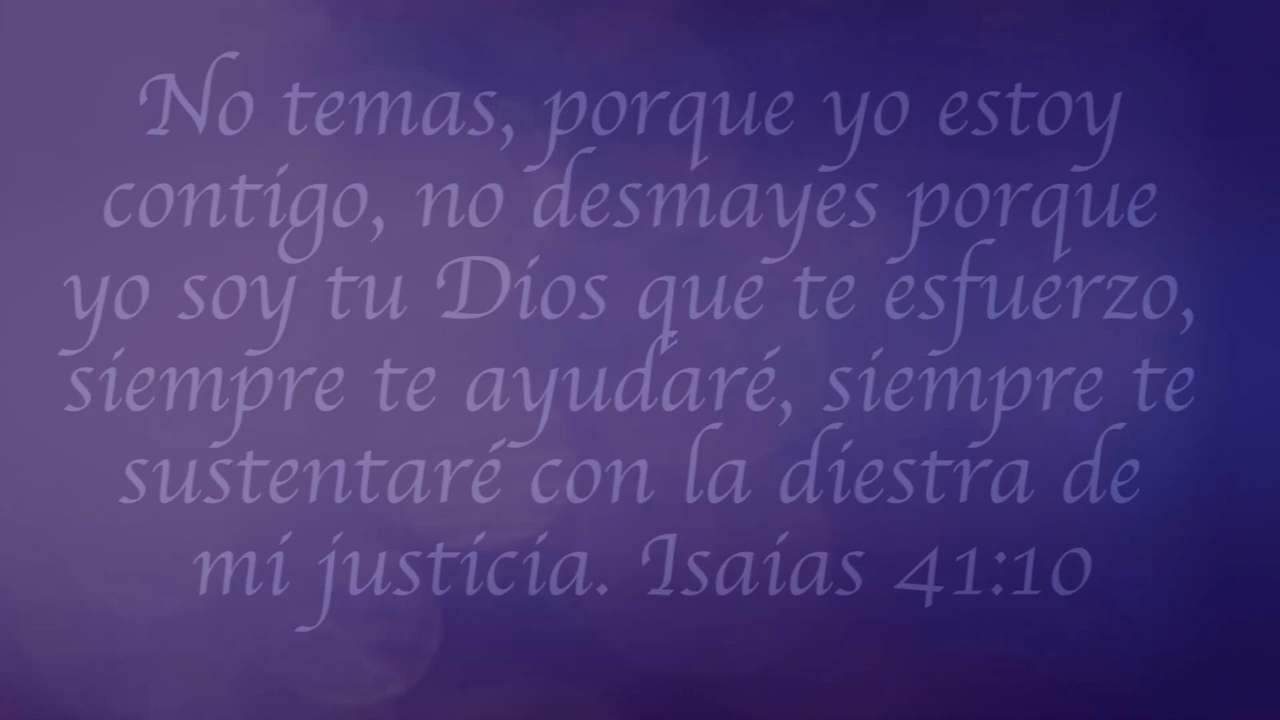 No temas, porque yo estoy
contigo, no desmayes porque
yo soy tu Dios que te esfuerzo,
siempre te ayudaré, siempre te
sustentaré con la diestra de
mi justicia. Isaias 41:10